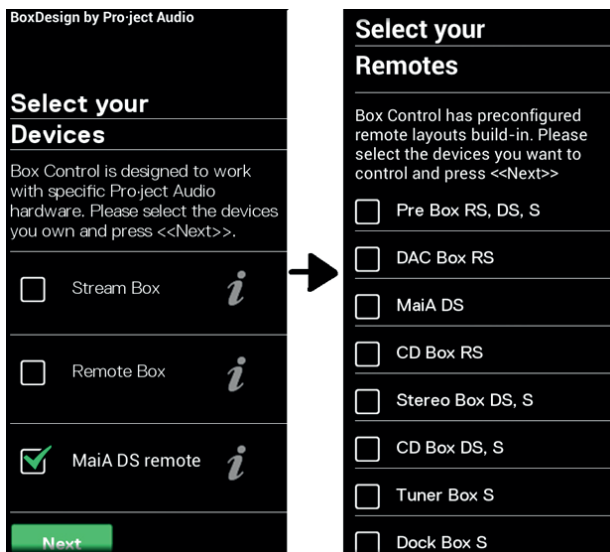 BoxDesign by Pro·ject Audio
Select your
Devices
Box Control is designed to work
with specific Pro·ject Audio
hardware. Please select the devices
you own and press <<Next>>.
Stream Box
Remote Box
MaiA DS remote
Next
Select your
Remotes
Box Control has preconfigured
remote layouts build-in. Please
select the devices you want to
control and press <<Next>>
Pre Box RS, DS, S
DAC Box RS
MaiA DS
CD Box RS
Stereo Box DS, S
CD Box DS, S
Tuner Box S
Dock Box S